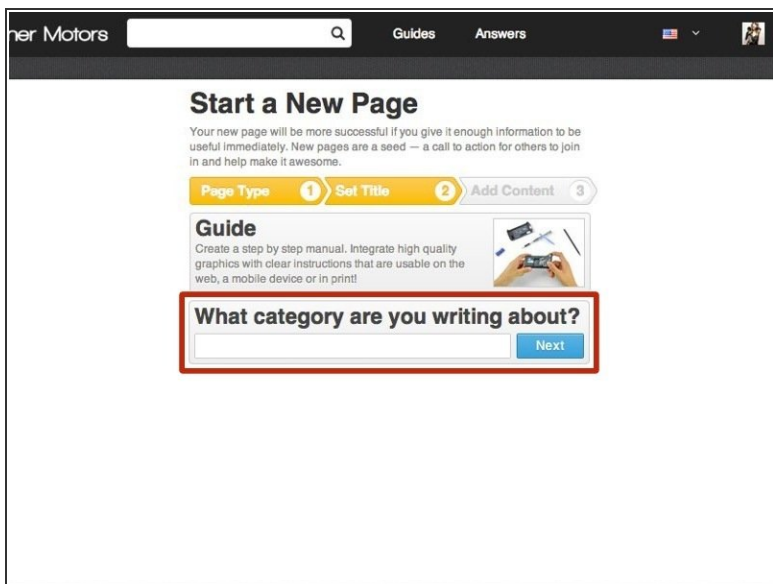 ner Motors
Guides
Answers
Start a New Page
Your new page will be more successful if you give it enough information to be
useful immediately. New pages are a seed — a call to action for others to join
in and help make it awesome.
Page Type 1 Set Title 2 Add Content 3
Guide
Create a step by step manual. Integrate high quality
graphics with clear instructions that are usable on the
web, a mobile device or in print!
What category are you writing about?
Next